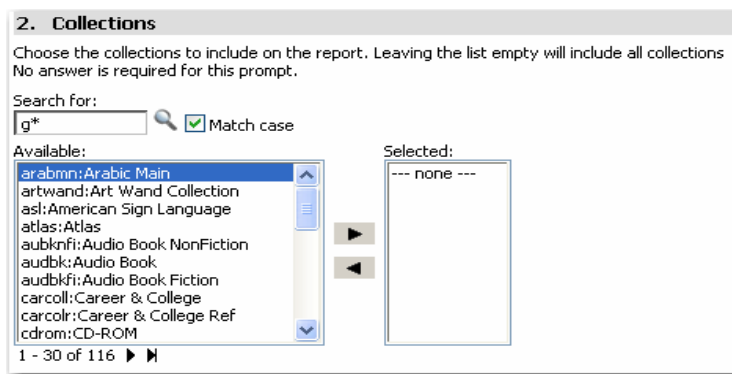 2. Collections
Choose the collections to include on the report. Leaving the list empty will include all collections
No answer is required for this prompt.
Search for:
g*
Match case
Available:
Selected:
arabmn:Arabic Main
--- none ---
artwand:Art Wand Collection
asl:American Sign Language
atlas:Atlas
aubknfi:Audio Book NonFiction
audbk:Audio Book
audbkfi:Audio Book Fiction
carcoll:Career & College
carcolr:Career & College Ref
cdrom:CD-ROM
1 - 30 of 116